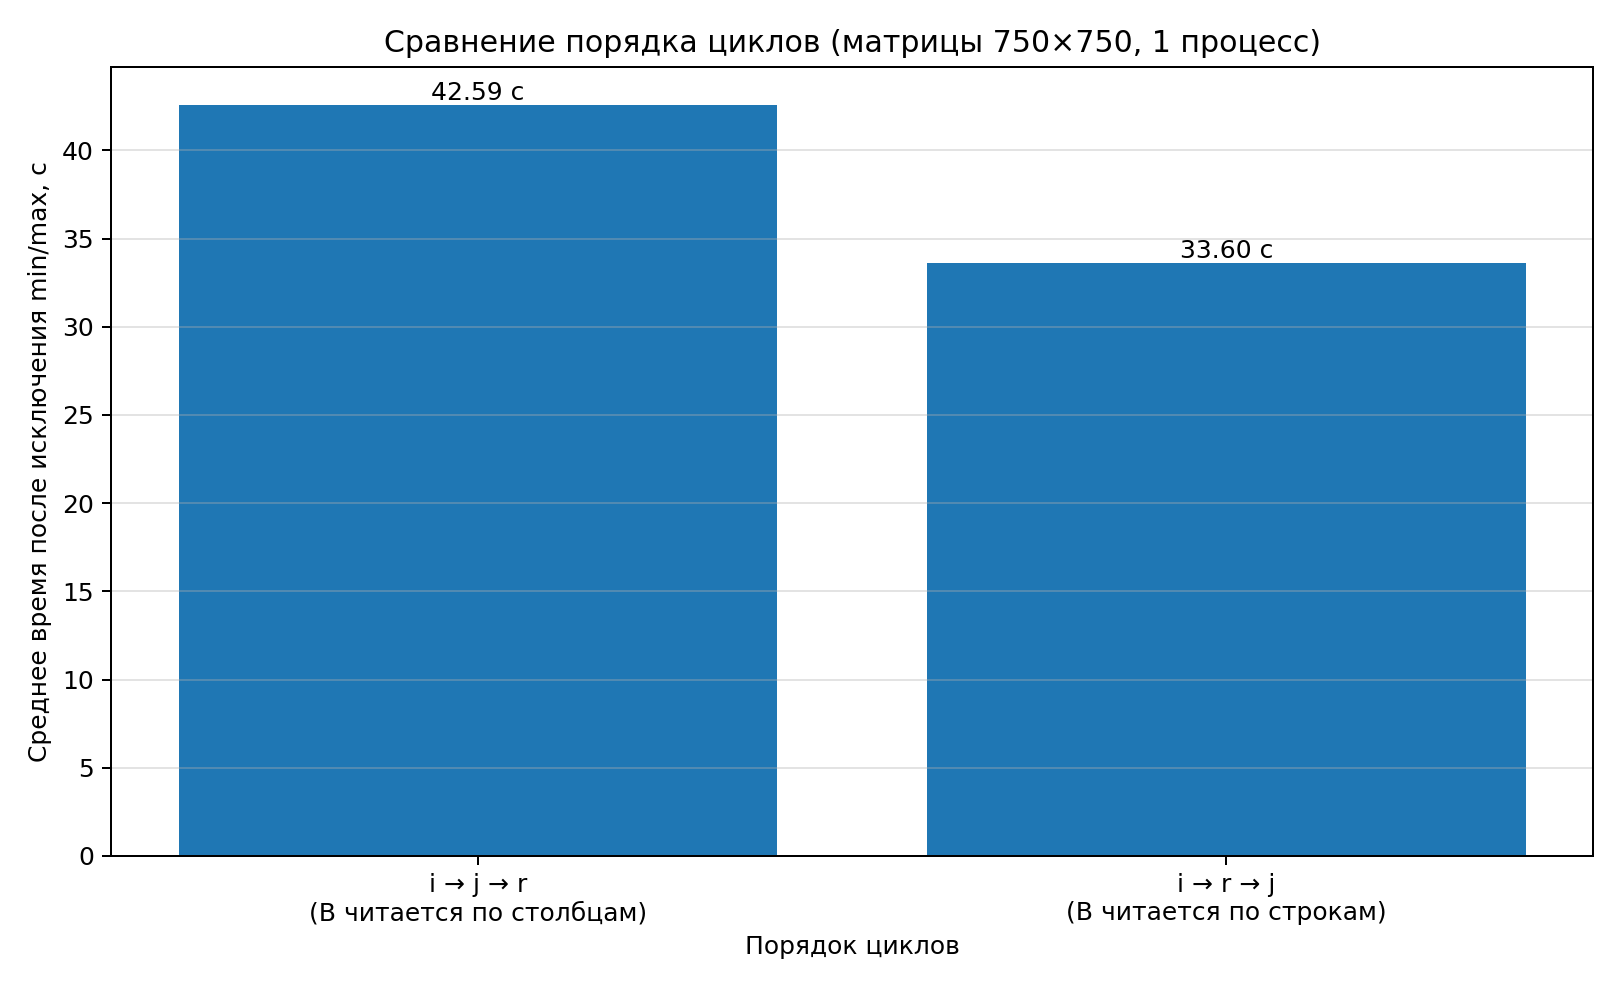 Сравнение порядка циклов (матрицы 750×750, 1 процесс)
Среднее время после исключения min/max, с
40
35
30
25
20
15
10
5
0
42.59 с
33.60 с
i → j → r
(B читается по столбцам)
i → r → j
(B читается по строкам)
Порядок циклов